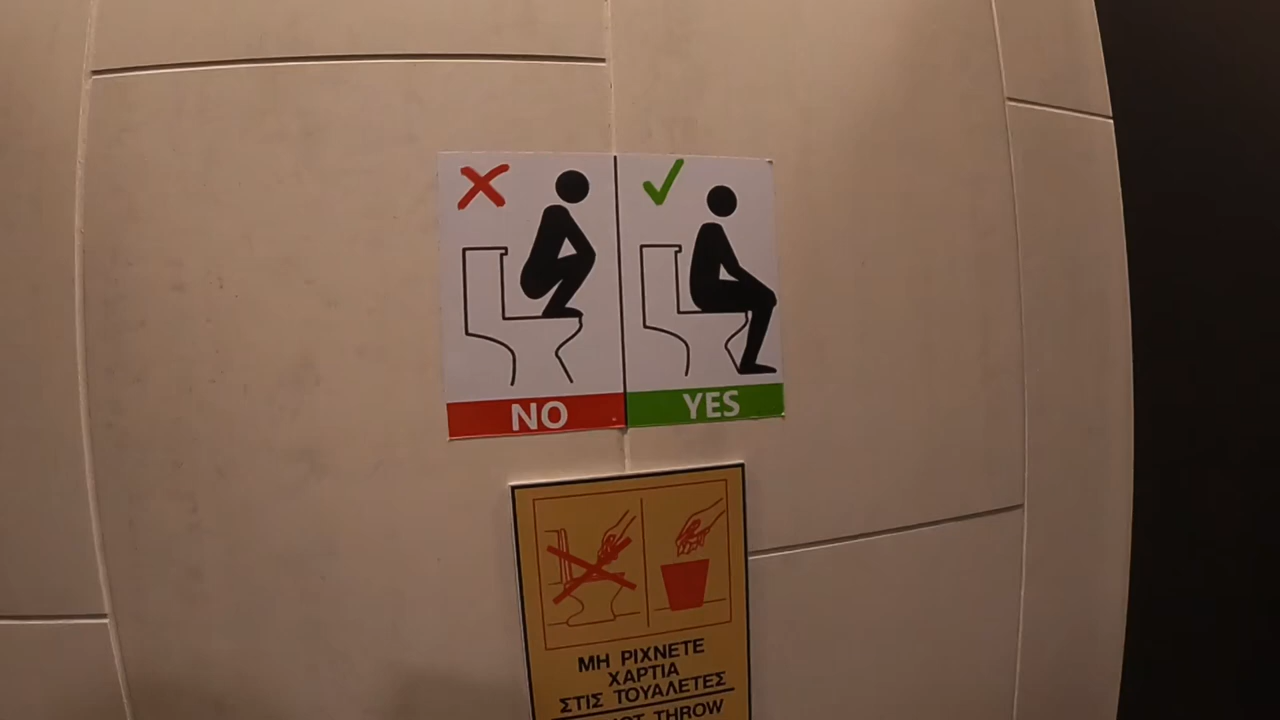 NO
YES
ΜΗ ΡΙΧΝΕΤΕ
ΧΑΡΤΙΑ
ΣΤΙΣ ΤΟΥΑΛΕΤΕΣ
THROW